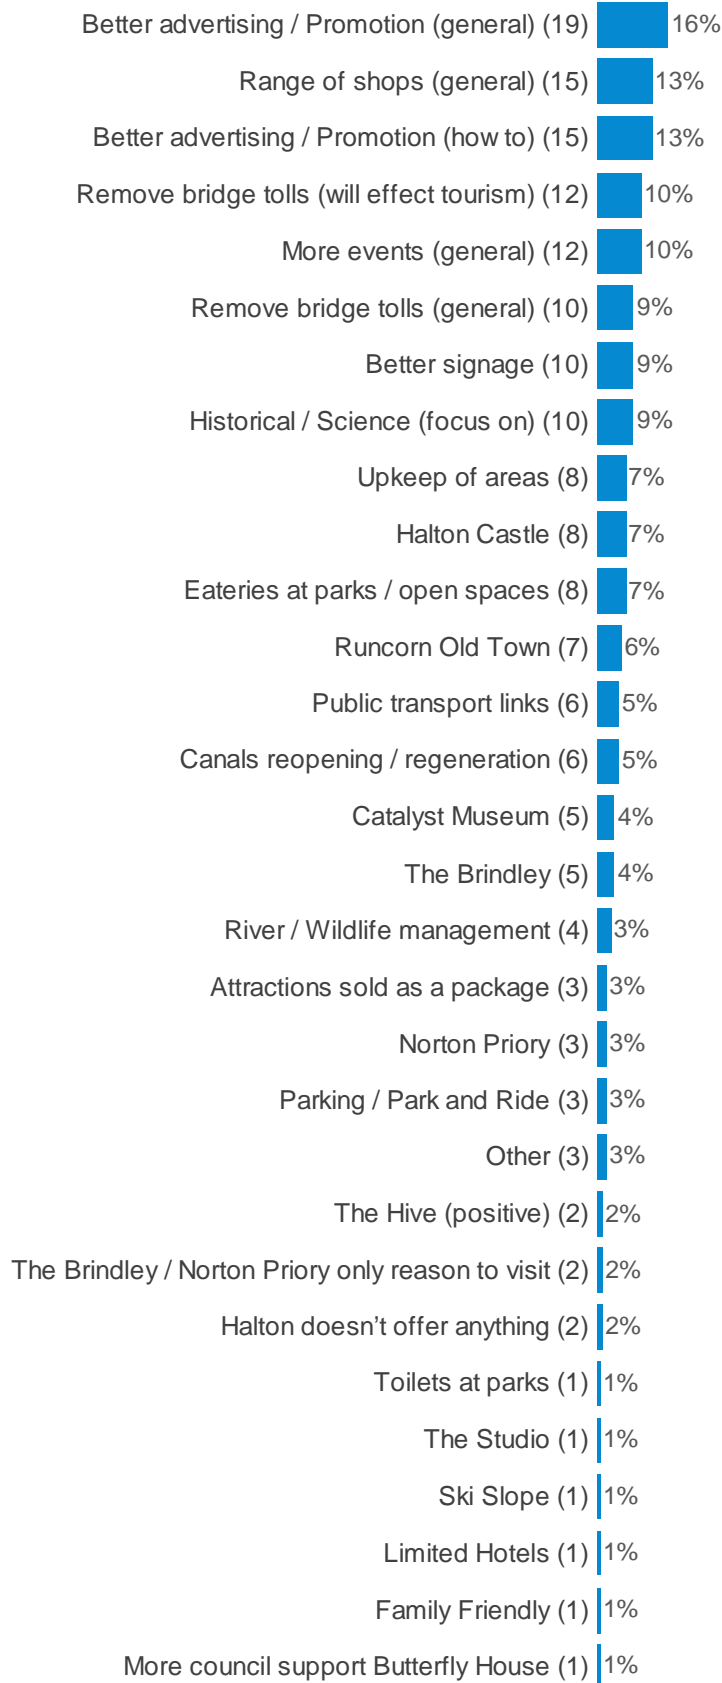 Better advertising / Promotion (general) (19) 16%
Range of shops (general) (15) 13%
Better advertising / Promotion (how to) (15) 13%
Remove bridge tolls (will effect tourism) (12) 10%
More events (general) (12) 10%
Remove bridge tolls (general) (10) 9%
Better signage (10) 9%
Historical / Science (focus on) (10) 9%
Upkeep of areas (8) 7%
Halton Castle (8) 7%
Eateries at parks / open spaces (8) 7%
Runcorn Old Town (7) 6%
Public transport links (6) 5%
Canals reopening / regeneration (6) 5%
Catalyst Museum (5) 4%
The Brindley (5) 4%
River / Wildlife management (4) 3%
Attractions sold as a package (3) 3%
Norton Priory (3) 3%
Parking / Park and Ride (3) 3%
Other (3) 3%
The Hive (positive) (2) 2%
The Brindley / Norton Priory only reason to visit (2) 2%
Halton doesn’t offer anything (2) 2%
Toilets at parks (1) 1%
The Studio (1) 1%
Ski Slope (1) 1%
Limited Hotels (1) 1%
Family Friendly (1) 1%
More council support Butterfly House (1) 1%